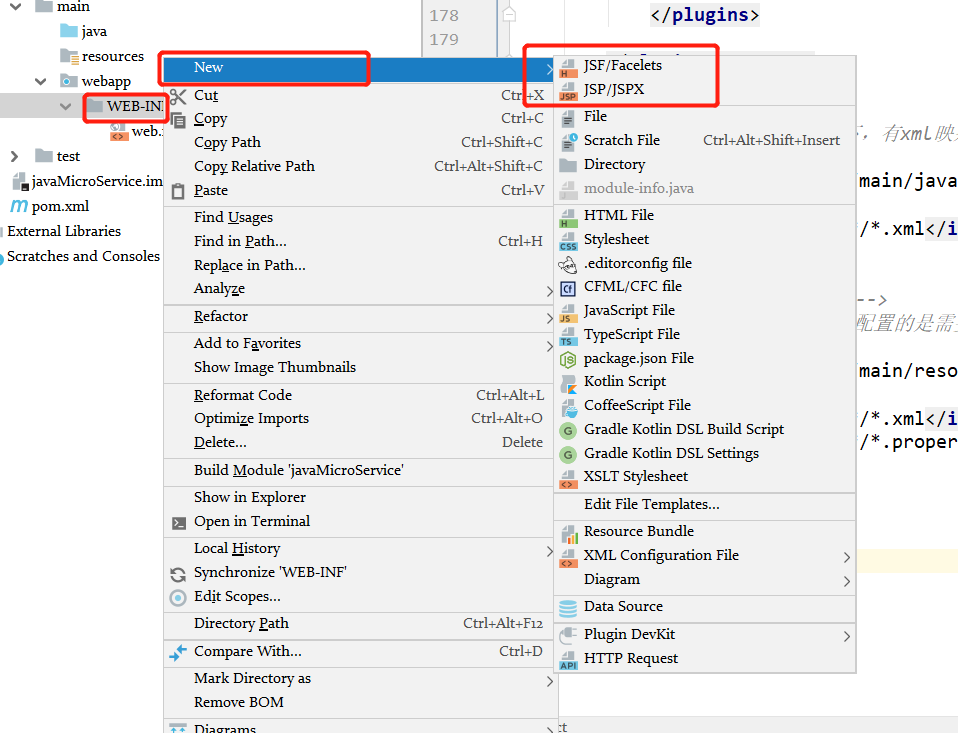 main
java
resources
webapp
WEB-INF
web.
test
javaMicroService.im
pom.xml
External Libraries
Scratches and Consoles
178
179
</plugins>
New
Cut Ctrl+X
Copy Ctrl+C
Copy Path Ctrl+Shift+C
Copy Relative Path Ctrl+Alt+Shift+C
Paste Ctrl+V
Find Usages
Find in Path... Ctrl+H
Replace in Path...
Analyze
Refactor
Add to Favorites
Show Image Thumbnails
Reformat Code Ctrl+Alt+L
Optimize Imports Ctrl+Alt+O
Delete... Delete
Build Module 'javaMicroService'
Show in Explorer
Open in Terminal
Local History
Synchronize 'WEB-INF'
Edit Scopes...
Directory Path Ctrl+Alt+F12
Compare With... Ctrl+D
Mark Directory as
Remove BOM
Diagrams
JSF/Facelets
JSP/JSPX
File
Scratch File Ctrl+Alt+Shift+Insert
Directory
module-info.java
HTML File
Stylesheet
.editorconfig file
CFML/CFC file
JavaScript File
TypeScript File
package.json File
Kotlin Script
CoffeeScript File
Gradle Kotlin DSL Build Script
Gradle Kotlin DSL Settings
XSLT Stylesheet
Edit File Templates...
Resource Bundle
XML Configuration File
Diagram
Data Source
Plugin DevKit
HTTP Request
，有xml映
main/java
/*.xml</i
-->
配置的是需
main/reso
/*.xml</i
/*.proper
ct